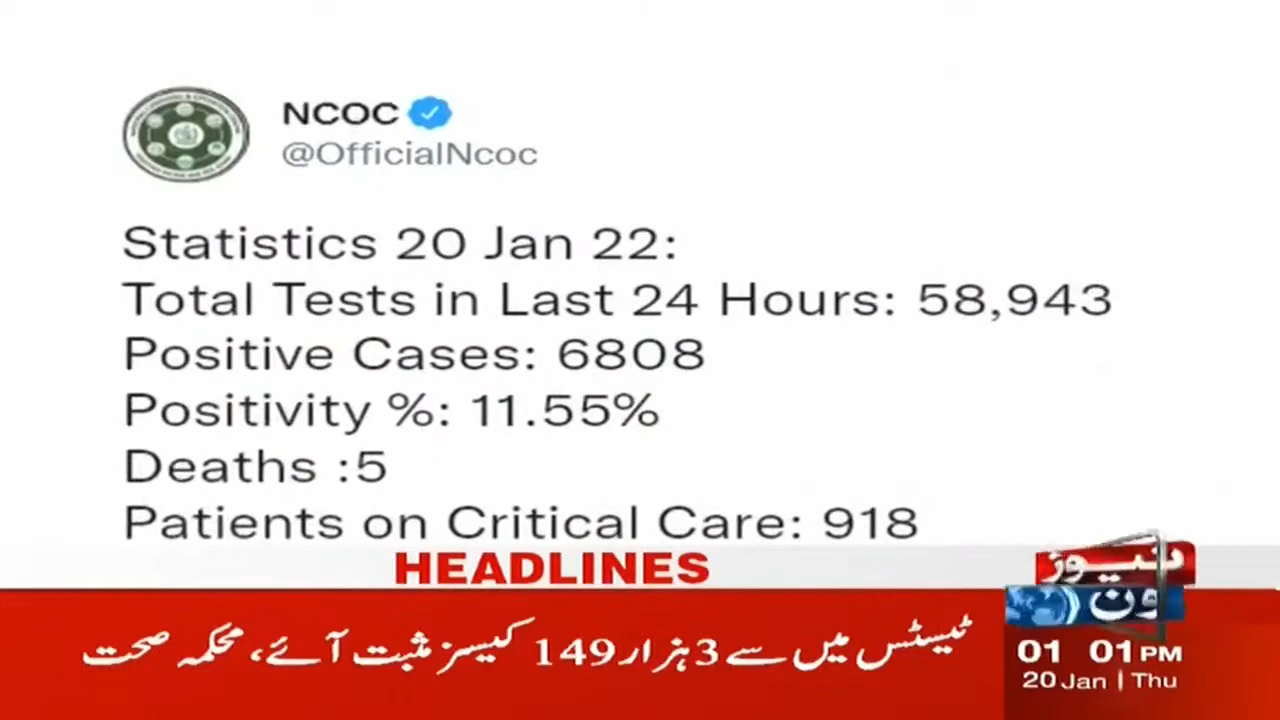 NCOC
@OfficialNcoc
Statistics 20 Jan 22:
Total Tests in Last 24 Hours: 58,943
Positive Cases: 6808
Positivity %: 11.55%
Deaths :5
Patients on Critical Care: 918
HEADLINES
نیوز
ون
ٹیسٹس میں سے 3 ہزار 149 کیسز مثبت آئے، محکمہ صحت
01 01 PM
20 Jan | Thu